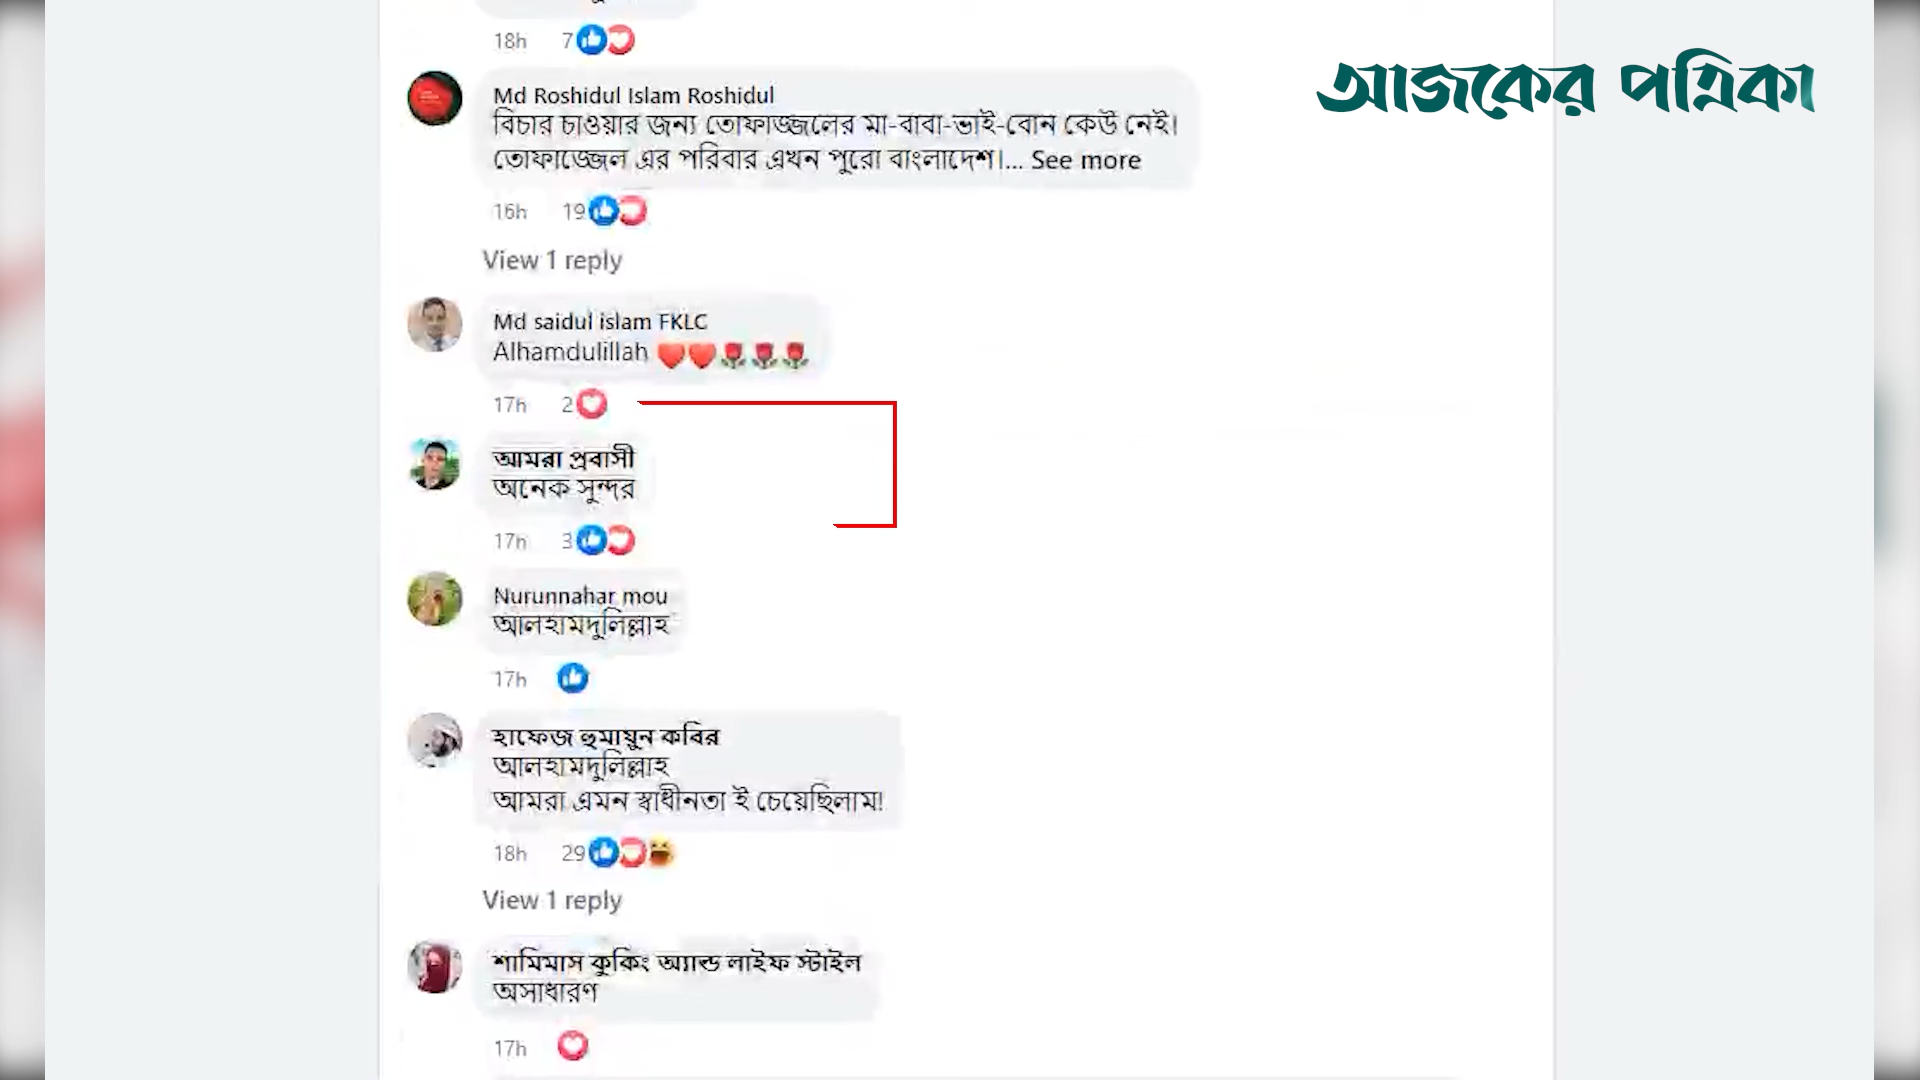 18h 7
আজকের পত্রিকা
Md Roshidul Islam Roshidul
বিচার চাওয়ার জন্য তোফাজ্জলের মা-বাবা-ভাই-বোন কেউ নেই।
তোফাজ্জেল এর পরিবার এখন পুরো বাংলাদেশ।... See more
16h 19
View 1 reply
Md saidul islam FKLC
Alhamdulillah ❤️❤️🌹🌹🌹
17h 2
আমরা প্রবাসী
অনেক সুন্দর
17h 3
Nurunnahar mou
আলহামদুলিল্লাহ
17h
হাফেজ হুমায়ুন কবির
আলহামদুলিল্লাহ
আমরা এমন স্বাধীনতা ই চেয়েছিলাম!
18h 29
View 1 reply
শামিমাস কুকিং অ্যান্ড লাইফ স্টাইল
অসাধারণ
17h